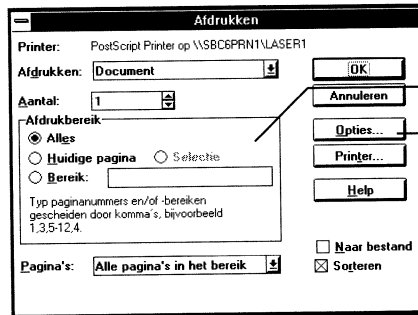 Afdrukken
Printer: PostScript Printer op \\SBC6PRN1\LASER1
Afdrukken: Document
OK
Aantal: 1
Annuleren
Afdrukbereik
Alles
Opties...
Huidige pagina Selectie
Printer...
Bereik:
Help
Typ paginanummers en/of -bereiken
gescheiden door komma's, bijvoorbeeld
1,3,5-12,4.
Naar bestand
Pagina's: Alle pagina's in het bereik
Sorteren